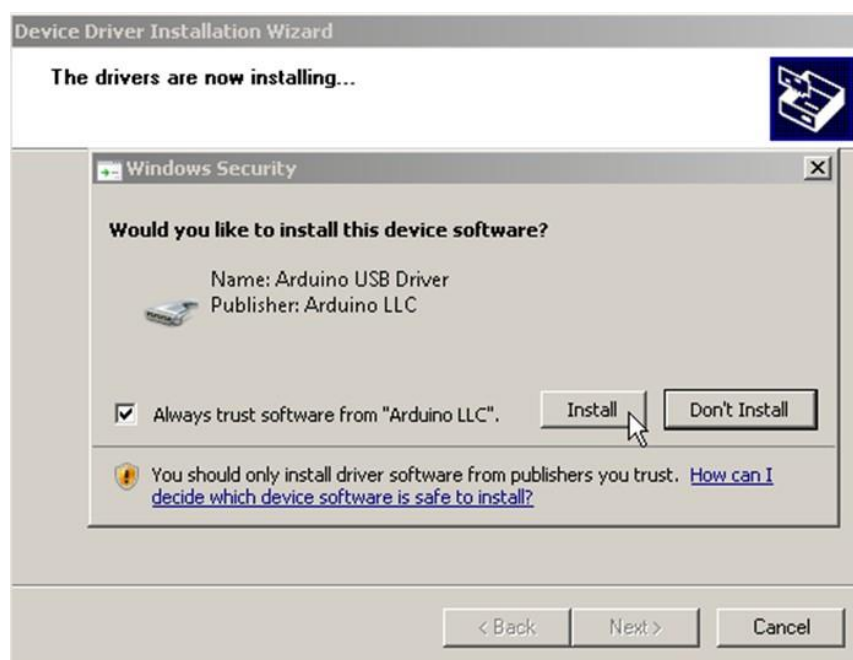 Device Driver Installation Wizard
The drivers are now installing...
Windows Security
Would you like to install this device software?
Name: Arduino USB Driver
Publisher: Arduino LLC
Always trust software from "Arduino LLC".
Install
Don't Install
You should only install driver software from publishers you trust. How can I
decide which device software is safe to install?
< Back
Next >
Cancel